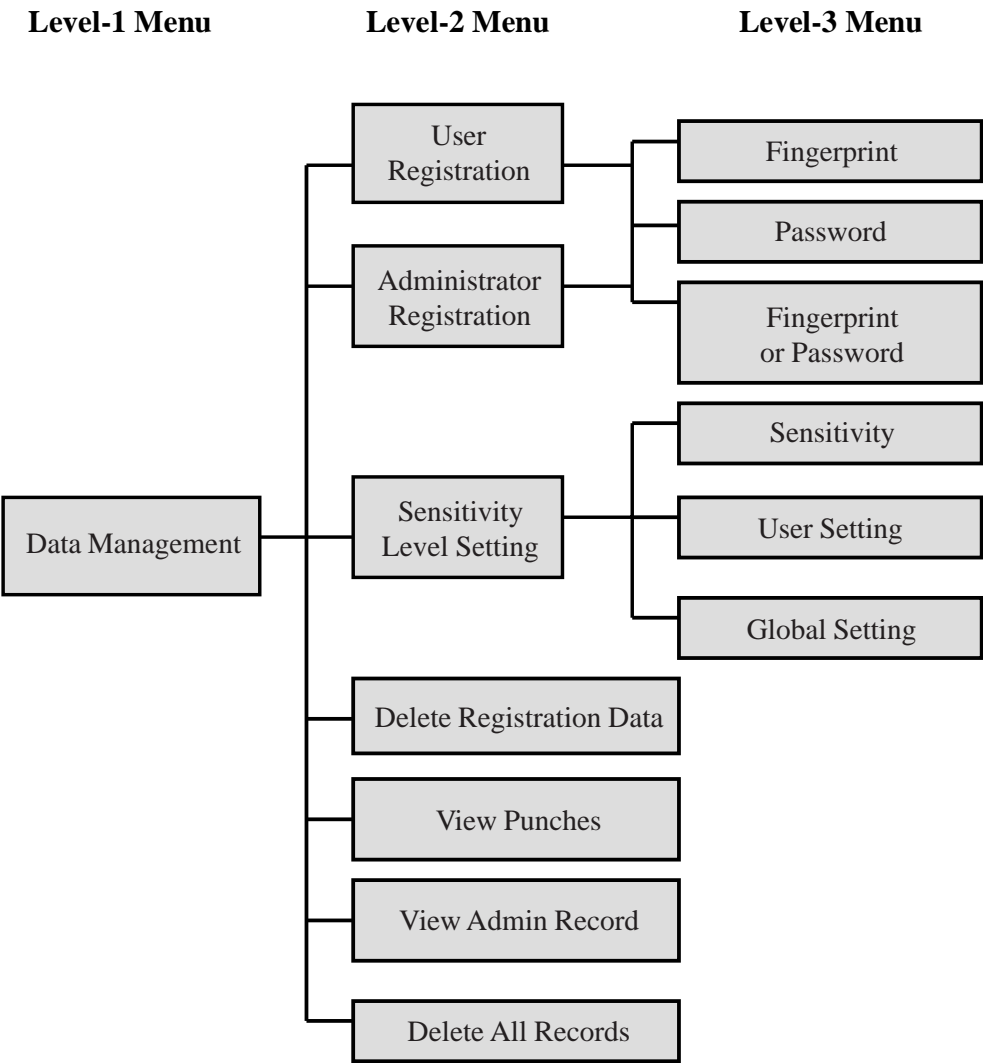 Level-1 Menu
Level-2 Menu
Level-3 Menu
User
Registration
Fingerprint
Password
Administrator
Registration
Fingerprint
or Password
Sensitivity
Data Management
Sensitivity
Level Setting
User Setting
Global Setting
Delete Registration Data
View Punches
View Admin Record
Delete All Records